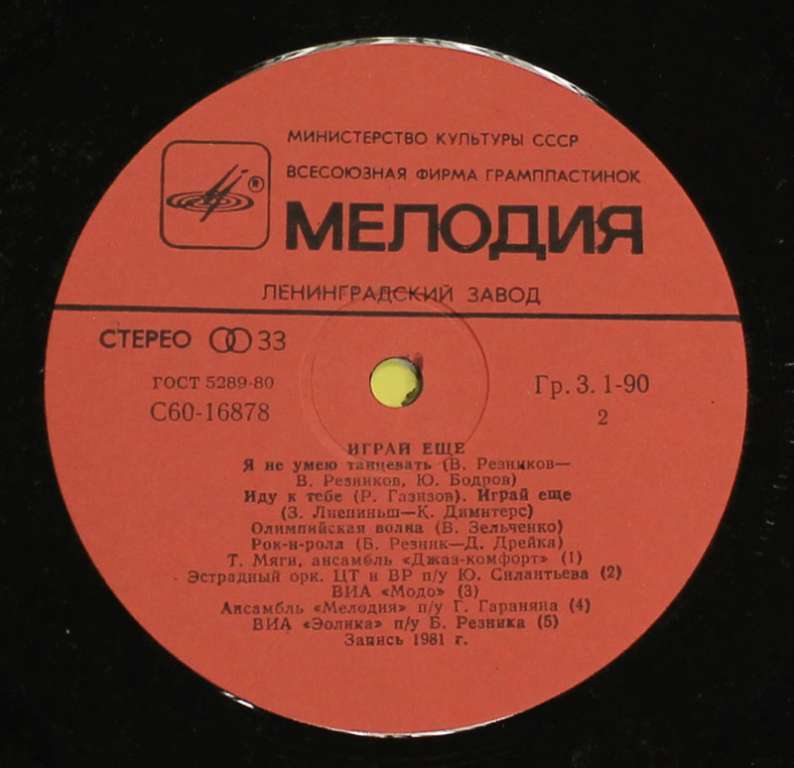 МИНИСТЕРСТВО КУЛЬТУРЫ СССР
ВСЕСОЮЗНАЯ ФИРМА ГРАМПЛАСТИНОК
®
МЕЛОДИЯ
ЛЕНИНГРАДСКИЙ ЗАВОД
СТЕРЕО 33
ГОСТ 5289-80
Гр. 3. 1-90
С60-16878
2
ИГРАЙ ЕЩЕ
Я не умею танцевать (В. Резников—
В. Резников, Ю. Бодров)
Иду к тебе (Р. Газизов). Играй еще
(З. Лиепиньш—К. Димитерс)
Олимпийская волна (В. Зельченко)
Рок-н-ролл (Б. Резник—Д. Дрейка)
Т. Мяги, ансамбль «Джаз-комфорт» (1)
Эстрадный орк. ЦТ и ВР п/у Ю. Силантьева (2)
ВИА «Модо» (3)
Ансамбль «Мелодия» п/у Г. Гараняна (4)
ВИА «Эолика» п/у Б. Резника (5)
Запись 1981 г.